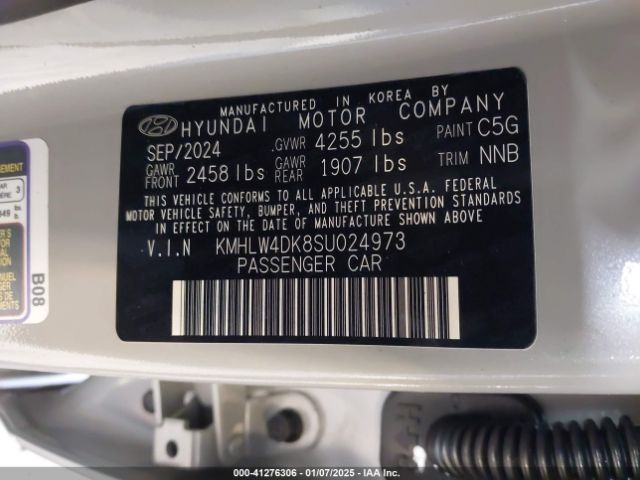 MANUFACTURED IN KOREA BY
HYUNDAI MOTOR COMPANY
SEP/2024 GVWR 4255 lbs PAINT C5G
GAWR FRONT 2458 lbs GAWR REAR 1907 lbs TRIM NNB
THIS VEHICLE CONFORMS TO ALL APPLICABLE U.S.A. FEDERAL
MOTOR VEHICLE SAFETY, BUMPER, AND THEFT PREVENTION STANDARDS
IN EFFECT ON THE DATE OF MANUFACTURE SHOWN ABOVE
V.I.N KMHLW4DK8SU024973
PASSENGER CAR
B08
000-41276306 - 01/07/2025 - IAA Inc.